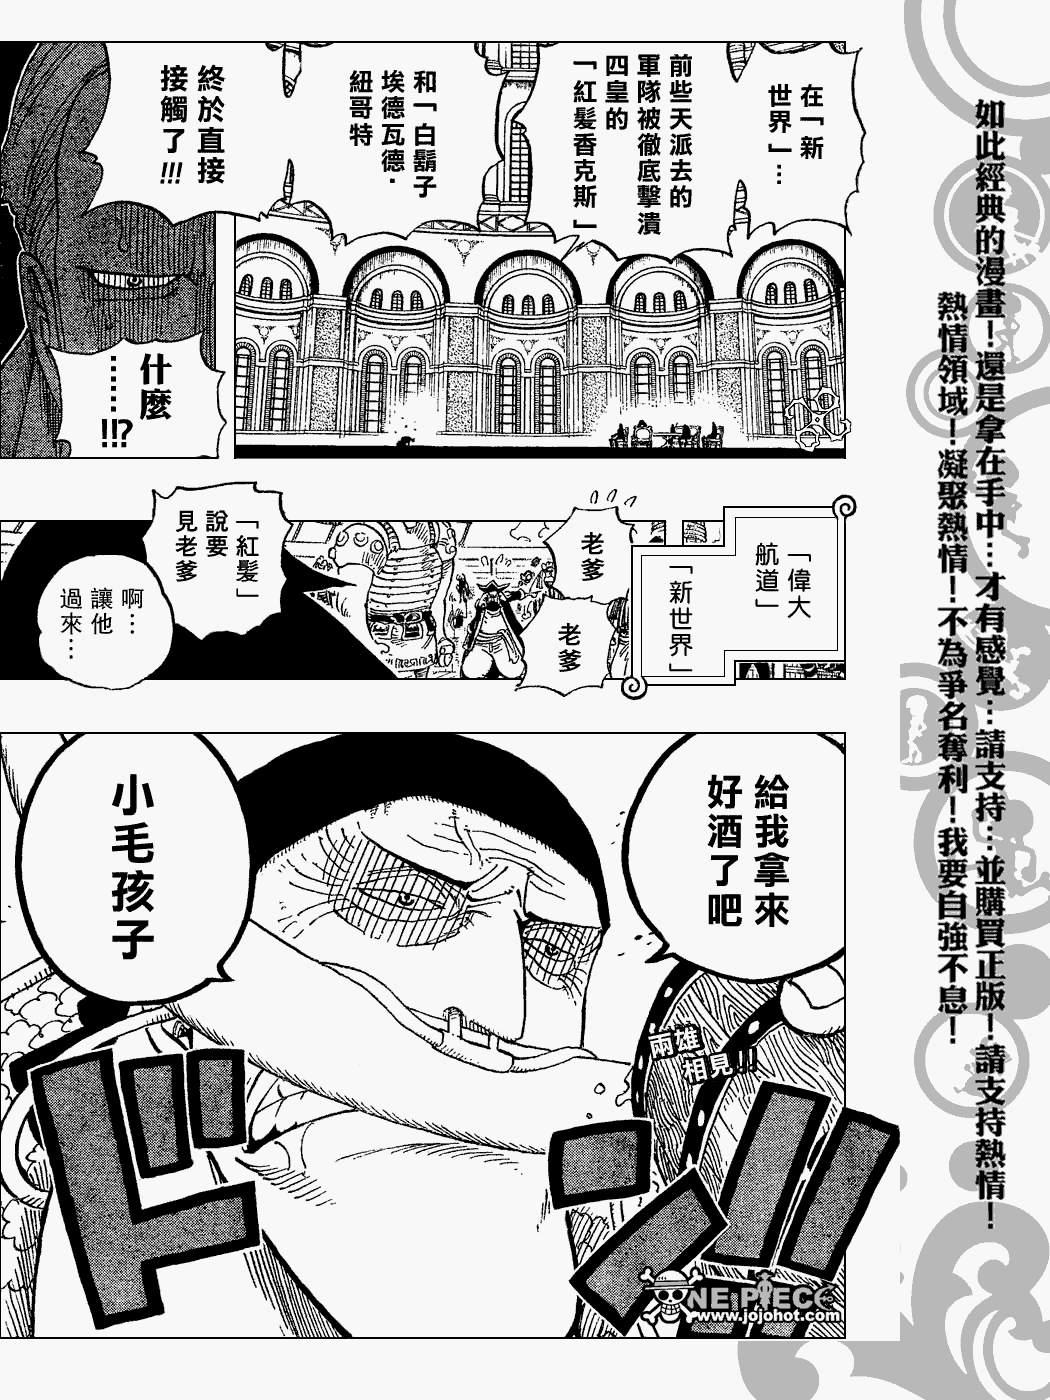 在「新
世界」…
前些天派去的
軍隊被徹底擊潰
四皇的
「紅髮香克斯」
和「白鬍子
埃德瓦德·
紐哥特
終於直接
接觸了!!!
什麼
……!!?
「偉大
航道」
「新世界」
老爹
老爹
「紅髮」
說要
見老爹
啊…
讓他
過來…
給我拿來
好酒了吧
小毛孩子
兩雄
相見!!
ドンッ
ONE PIECE
www.jojohot.com
如此經典的漫畫!還是拿在手中…才有感覺…請支持…並購買正版!請支持熱情!
熱情領域!凝聚熱情!不為爭名奪利!我要自強不息!